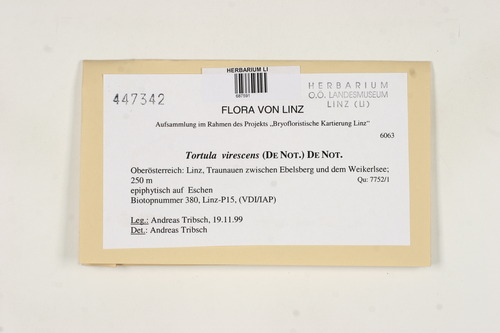 HERBARIUM LI
447342
HERBARIUM
O.Ö. LANDESMUSEUM
LINZ (LI)
FLORA VON LINZ
Aufsammlung im Rahmen des Projekts „Bryofloristische Kartierung Linz"
6063
Tortula virescens (DE NOT.) DE NOT.
Oberösterreich: Linz, Traunauen zwischen Ebelsberg und dem Weikerlsee;
250 m Qu: 7752/1
epiphytisch auf Eschen
Biotopnummer 380, Linz-P15, (VDI/IAP)
Leg.: Andreas Tribsch, 19.11.99
Det.: Andreas Tribsch